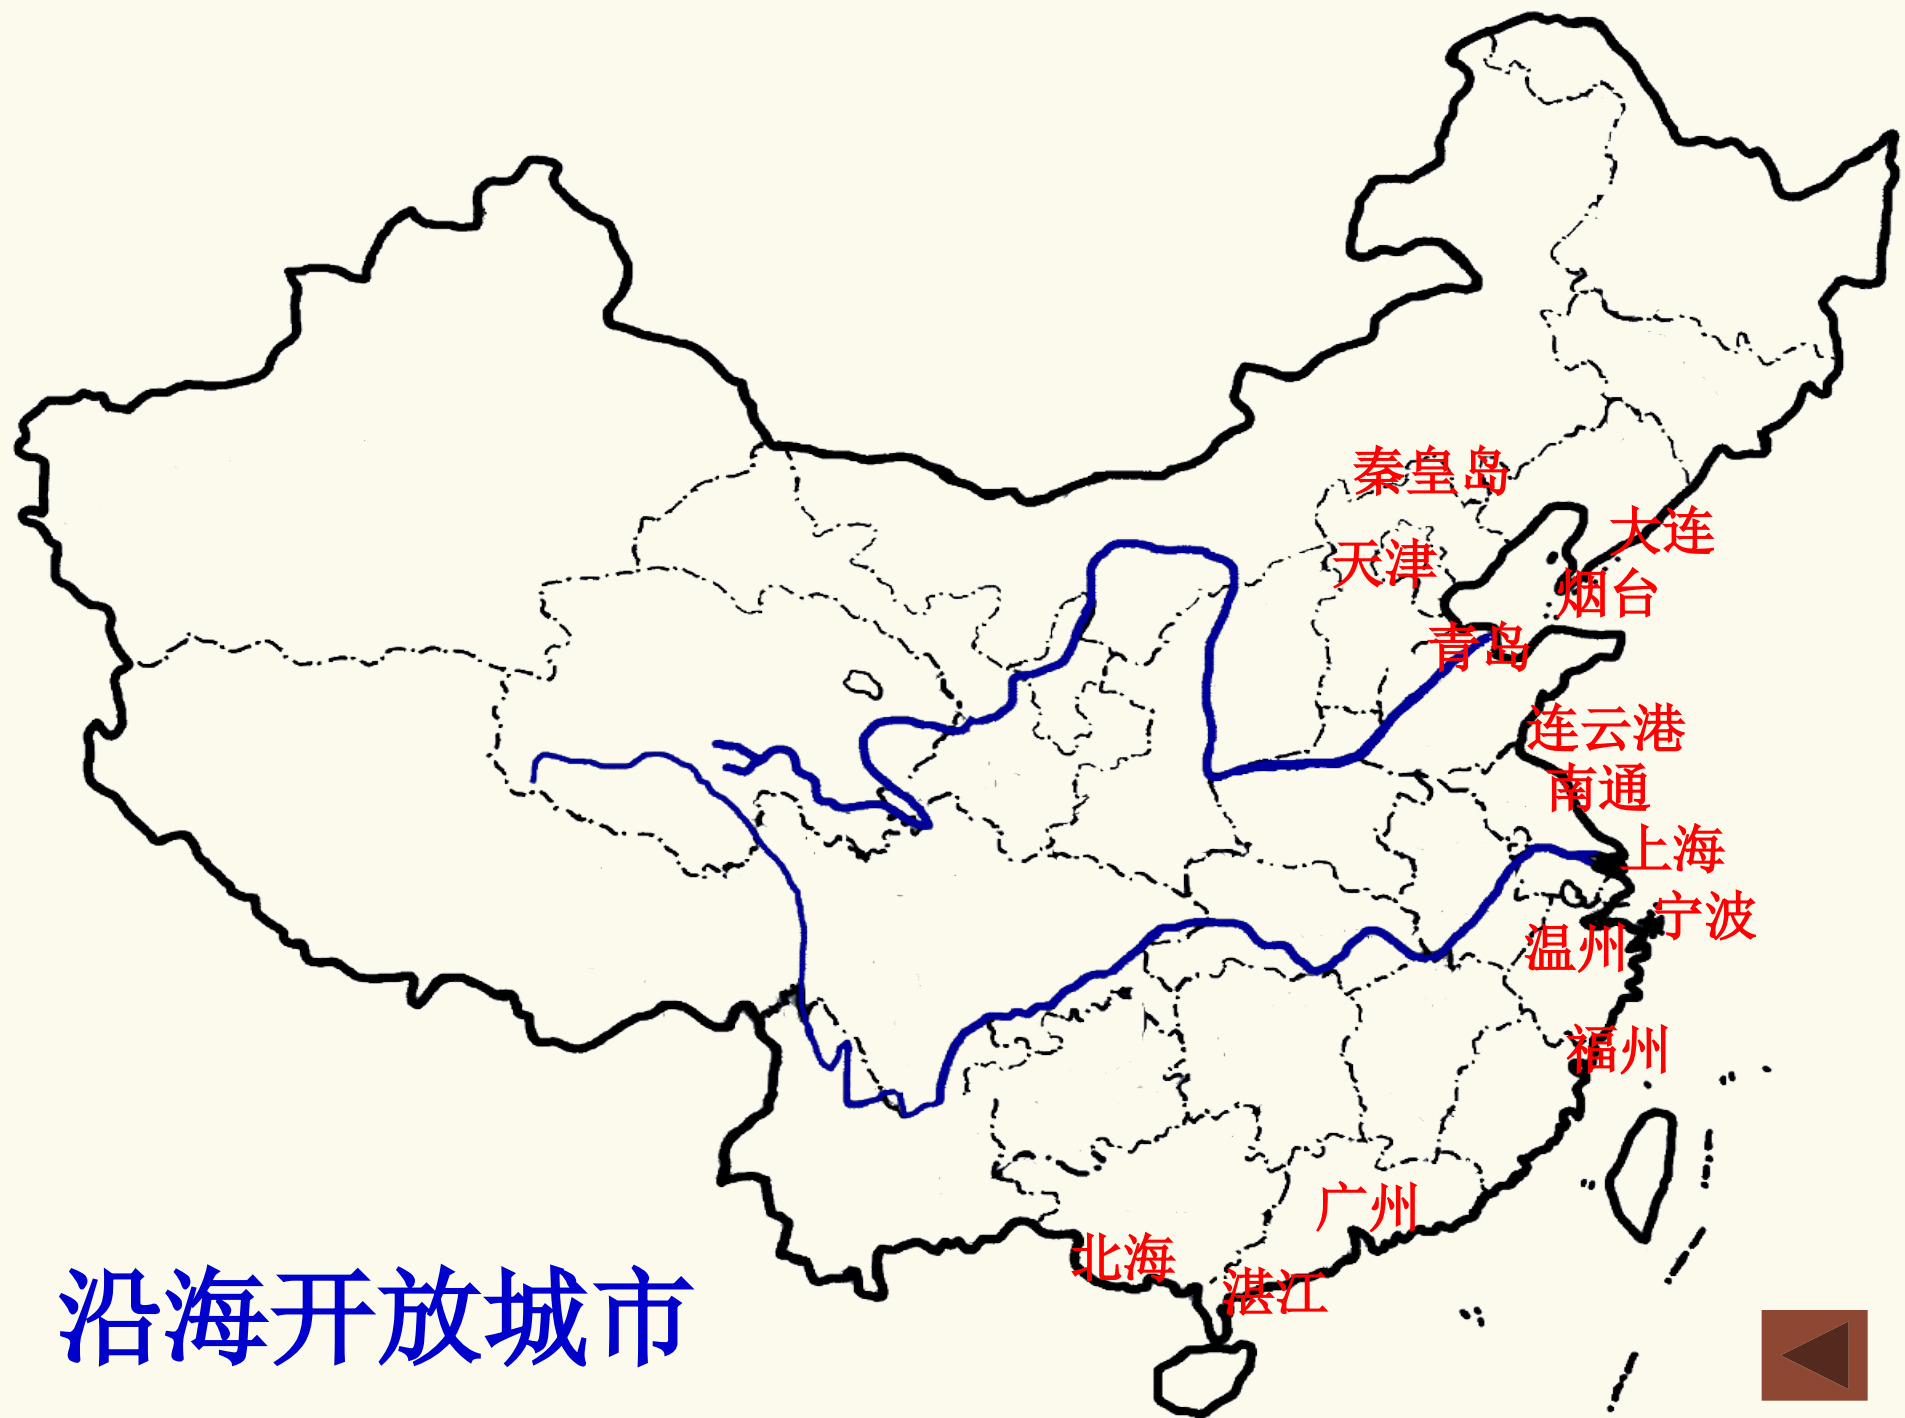 秦皇岛
大连
天津
烟台
青岛
连云港
南通
上海
宁波
温州
福州
广州
北海
湛江
沿海开放城市